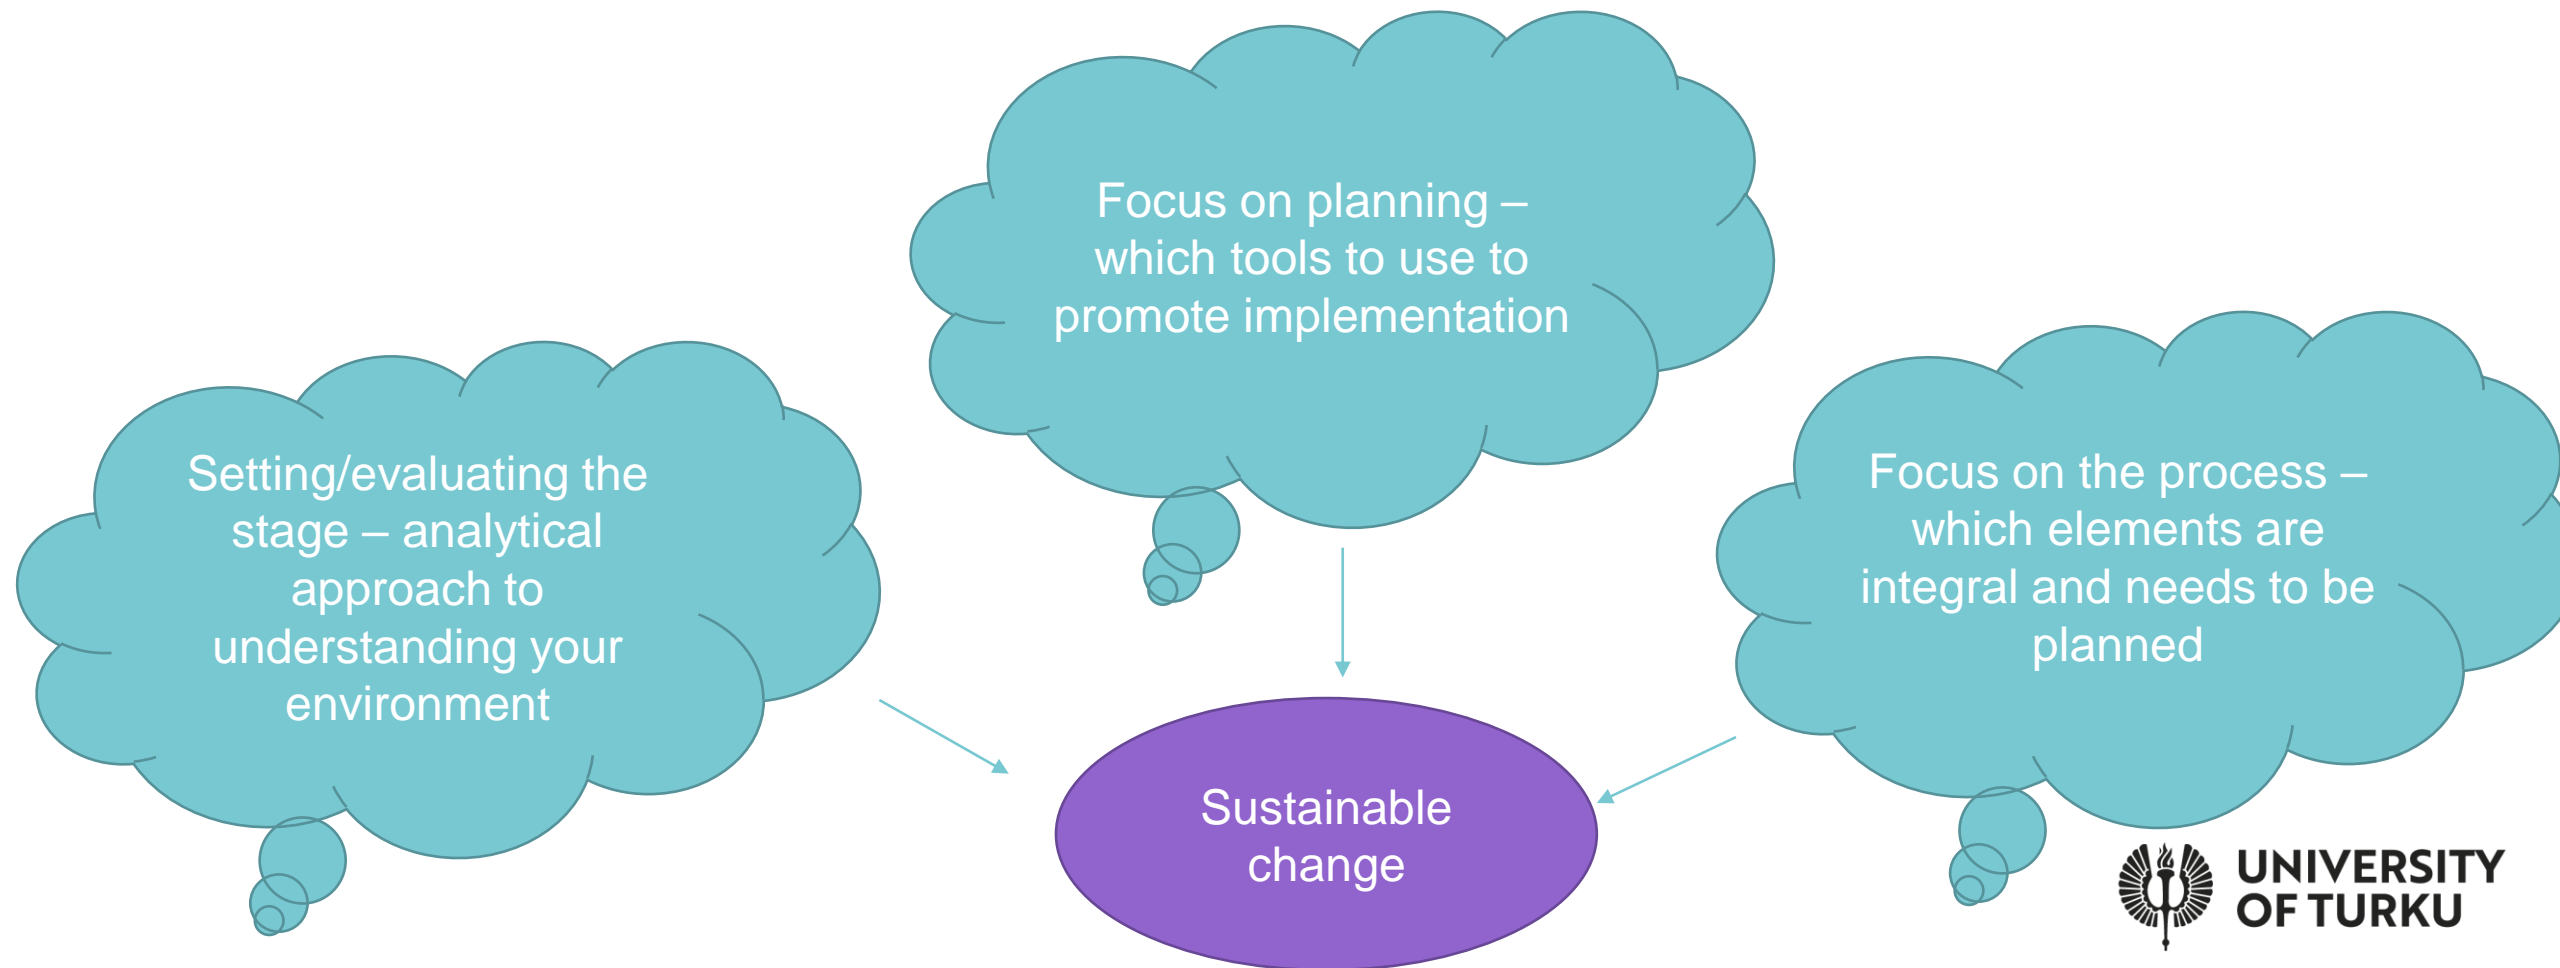 Setting/evaluating the
stage – analytical
approach to
understanding your
environment
Focus on planning –
which tools to use to
promote implementation
Focus on the process –
which elements are
integral and needs to be
planned
Sustainable
change
UNIVERSITY
OF TURKU